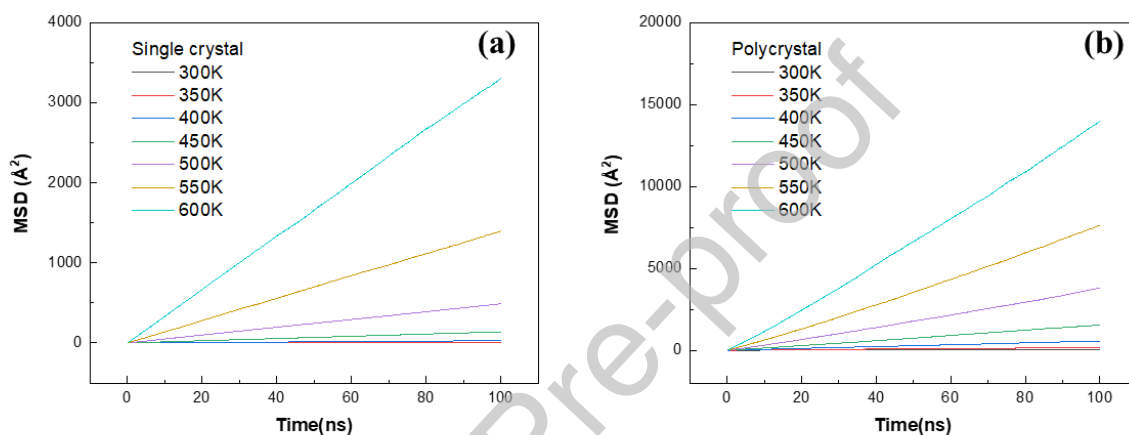 (a)
Single crystal
300K
350K
400K
450K
500K
550K
600K
4000
3000
2000
1000
0
MSD (Å²)
0 20 40 60 80 100
Time(ns)
(b)
Polycrystal
300K
350K
400K
450K
500K
550K
600K
20000
15000
10000
5000
0
MSD (Å²)
0 20 40 60 80 100
Time(ns)
Pre-proof